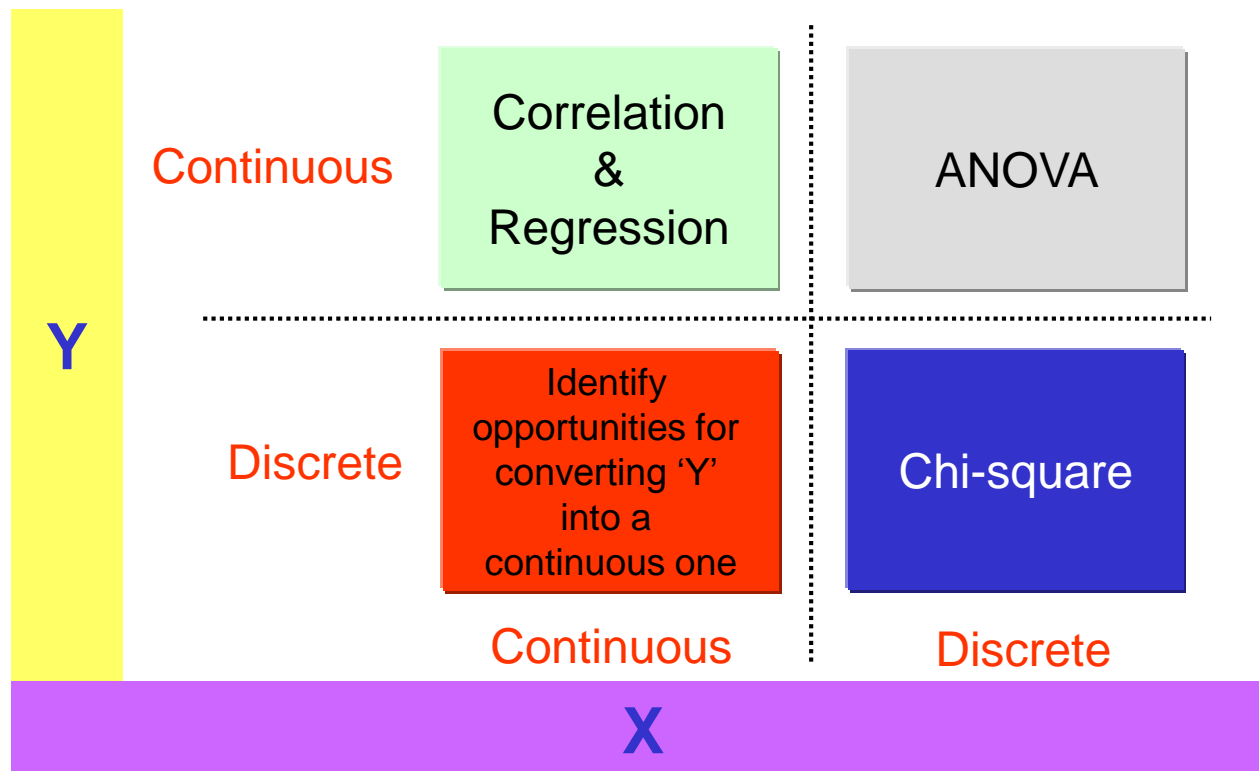 Y
Continuous
Correlation
&
Regression
ANOVA
Discrete
Identify
opportunities for
converting ‘Y’
into a
continuous one
Chi-square
Continuous
Discrete
X